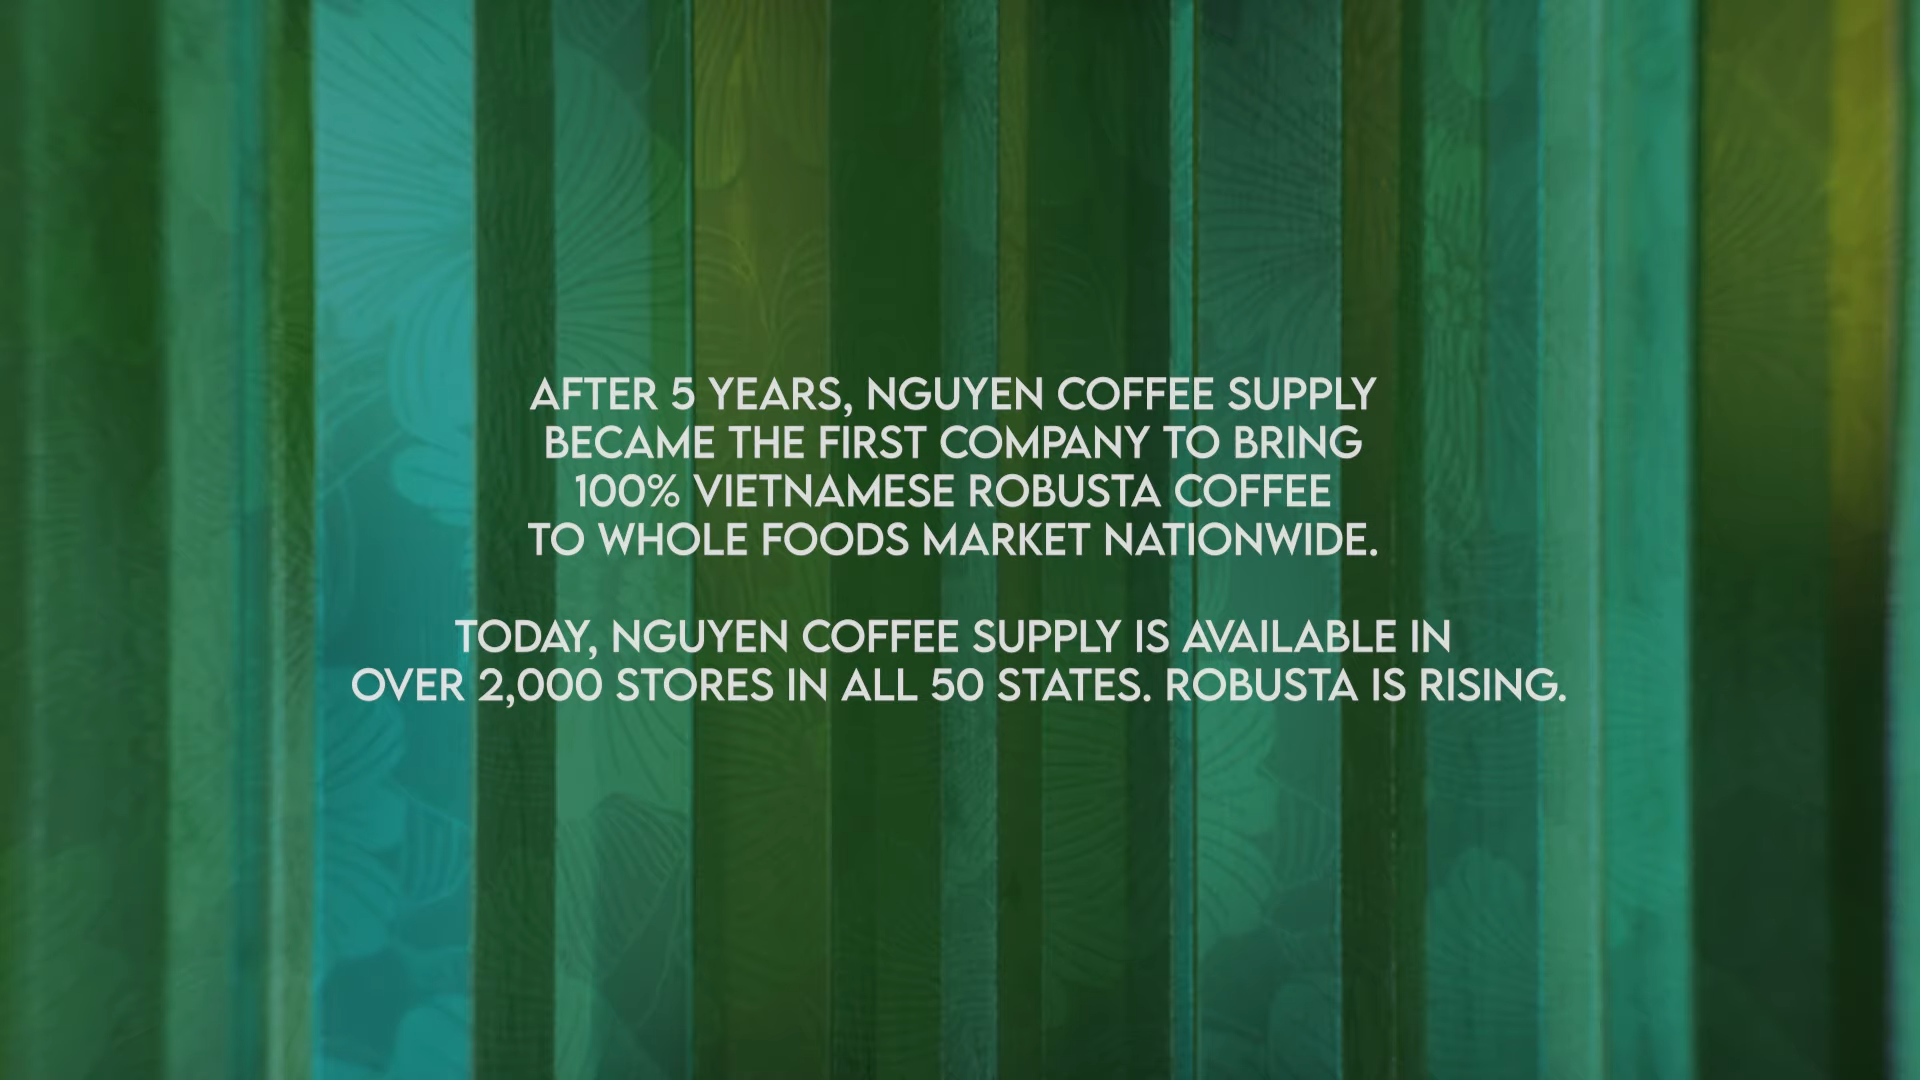 AFTER 5 YEARS, NGUYEN COFFEE SUPPLY
BECAME THE FIRST COMPANY TO BRING
100% VIETNAMESE ROBUSTA COFFEE
TO WHOLE FOODS MARKET NATIONWIDE.
TODAY, NGUYEN COFFEE SUPPLY IS AVAILABLE IN
OVER 2,000 STORES IN ALL 50 STATES. ROBUSTA IS RISING.